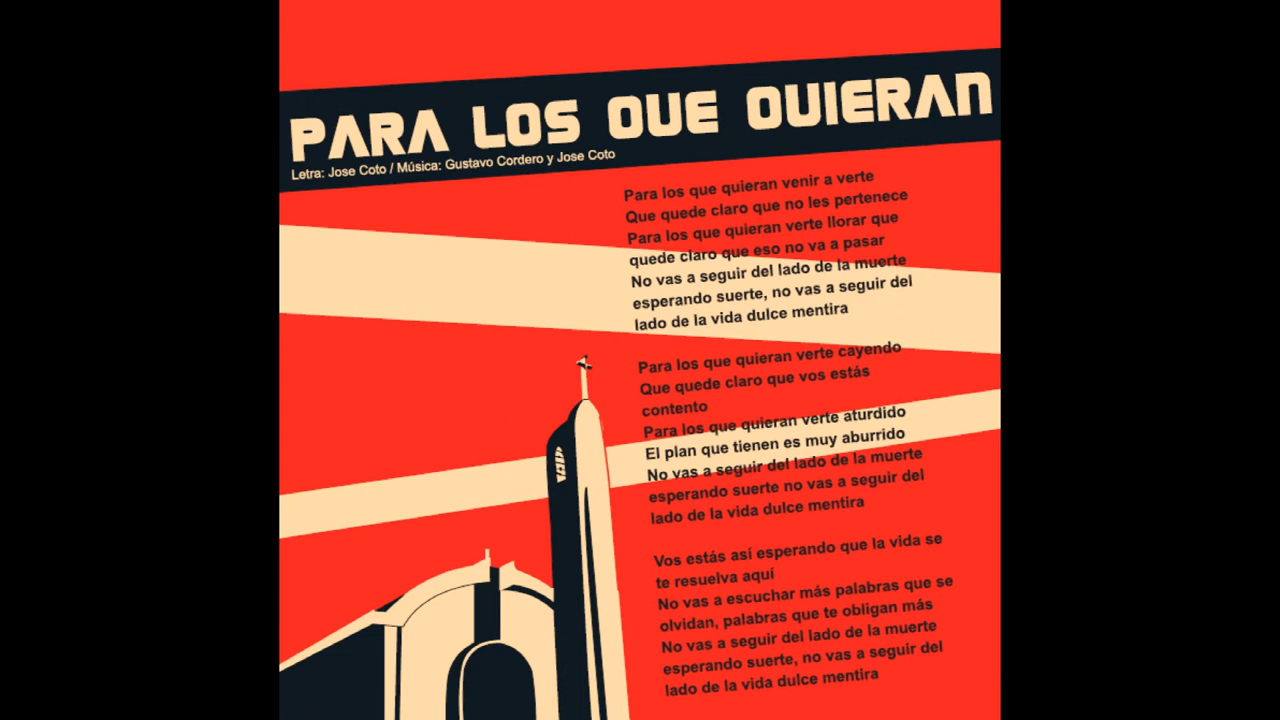 PARA LOS QUE QUIERAN
Letra: Jose Coto / Música: Gustavo Cordero y Jose Coto
Para los que quieran venir a verte
Que quede claro que no les pertenece
Para los que quieran verte llorar que
quede claro que eso no va a pasar
No vas a seguir del lado de la muerte
esperando suerte, no vas a seguir del
lado de la vida dulce mentira
Para los que quieran verte cayendo
Que quede claro que vos estás
contento
Para los que quieran verte aturdido
El plan que tienen es muy aburrido
No vas a seguir del lado de la muerte
esperando suerte no vas a seguir del
lado de la vida dulce mentira
Vos estás así esperando que la vida se
te resuelva aquí
No vas a escuchar más palabras que se
olvidan, palabras que te obligan más
No vas a seguir del lado de la muerte
esperando suerte, no vas a seguir del
lado de la vida dulce mentira